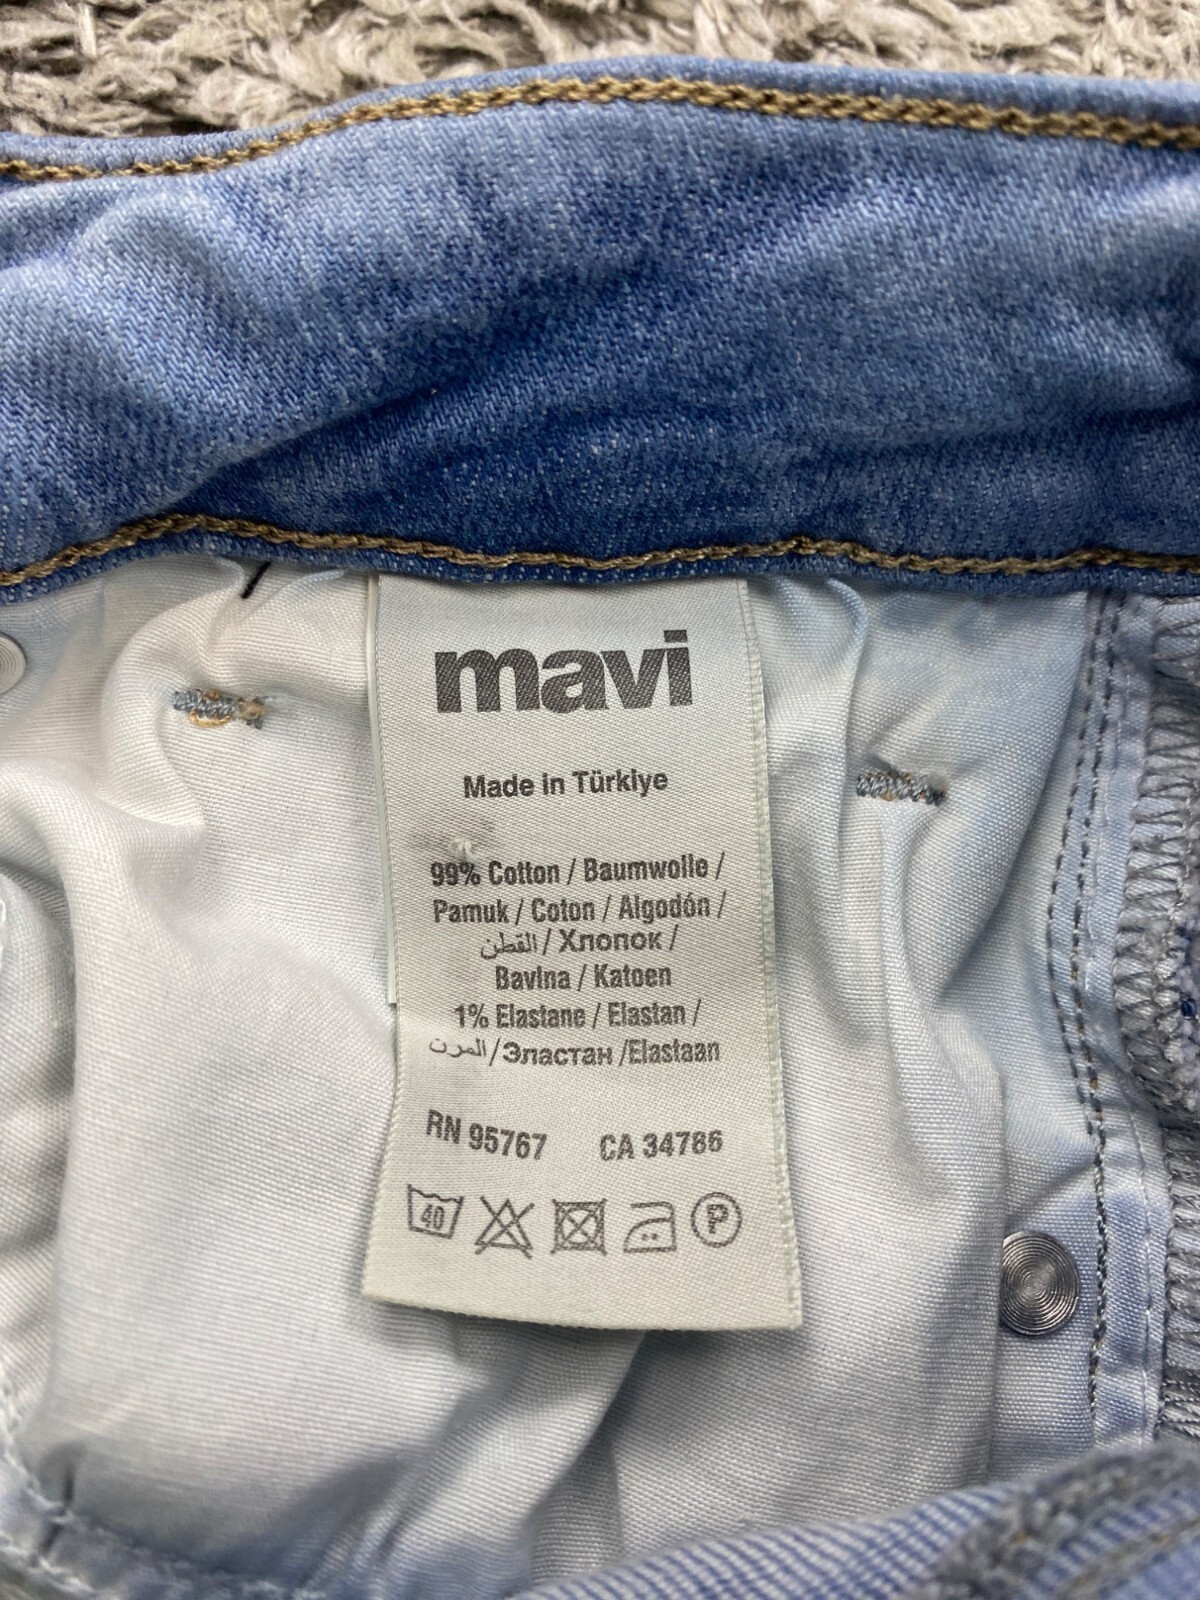 mavi
Made in Türkiye
99% Cotton / Baumwolle /
Pamuk / Coton / Algodón /
القطن / Хлопок /
Bavlna / Katoen
1% Elastane / Elastan /
المرن / Эластан /Elastaan
RN 95767 CA 34786
40 P